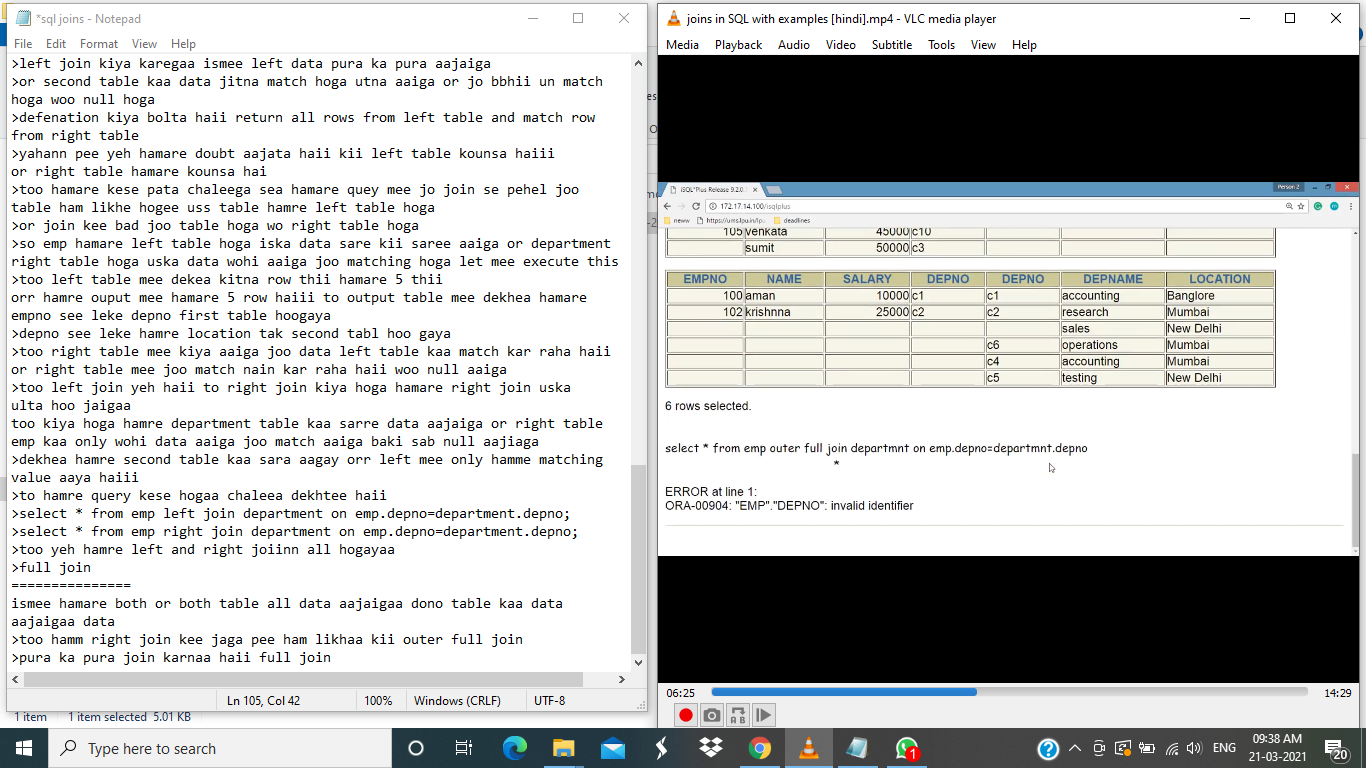 *sql joins - Notepad
File Edit Format View Help
>left join kiya karegaa ismee left data pura ka pura aajaiga
>or second table kaa data jitna match hoga utna aaiga or jo bbhii un match
hoga woo null hoga
>defenation kiya bolta haii return all rows from left table and match row
from right table
>yahann pee yeh hamare doubt aajata haii kii left table kounsa haiii
or right table hamare kounsa hai
>too hamare kese pata chaleega sea hamare quey mee jo join se pehel joo
table ham likhe hogee uss table hamre left table hoga
>or join kee bad joo table hoga wo right table hoga
>so emp hamare left table hoga iska data sare kii saree aaiga or department
right table hoga uska data wohi aaiga joo matching hoga let mee execute this
>too left table mee dekea kitna row thii hamare 5 thii
orr hamre ouput mee hamare 5 row haiii to output table mee dekhea hamare
empno see leke depno first table hoogaya
>depno see leke hamre location tak second tabl hoo gaya
>too right table mee kiya aaiga joo data left table kaa match kar raha haii
or right table mee joo match nain kar raha haii woo null aaiga
>too left join yeh haii to right join kiya hoga hamare right join uska
ulta hoo jaigaa
too kiya hoga hamre department table kaa sarre data aajaiga or right table
emp kaa only wohi data aaiga joo match aaiga baki sab null aajiaga
>dekhea hamre second table kaa sara aagay orr left mee only hamme matching
value aaya haiii
>to hamre query kese hogaa chaleea dekhtee haii
>select * from emp left join department on emp.depno=department.depno;
>select * from emp right join department on emp.depno=department.depno;
>too yeh hamre left and right joiinn all hogayaa
>full join
===============
ismee hamare both or both table all data aajaigaa dono table kaa data
aajaigaa data
>too hamm right join kee jaga pee ham likhaa kii outer full join
>pura ka pura join karnaa haii full join
Ln 105, Col 42 100% Windows (CRLF) UTF-8
1 item 1 item selected 5.01 KB
joins in SQL with examples [hindi].mp4 - VLC media player
Media Playback Audio Video Subtitle Tools View Help
iSQL*Plus Release 9.2.0. Person 2
172.17.14.100/isqlplus
neww https://ums.lpu.in/lpu deadlines
105 venkata 45000 c10
sumit 50000 c3
EMPNO NAME SALARY DEPNO DEPNO DEPNAME LOCATION
100 aman 10000 c1 c1 accounting Banglore
102 krishnna 25000 c2 c2 research Mumbai
sales New Delhi
c6 operations Mumbai
c4 accounting Mumbai
c5 testing New Delhi
6 rows selected.
select * from emp outer full join departmnt on emp.depno=departmnt.depno
*
ERROR at line 1:
ORA-00904: "EMP"."DEPNO": invalid identifier
06:25 14:29
Type here to search
ENG
09:38 AM
21-03-2021
1
20